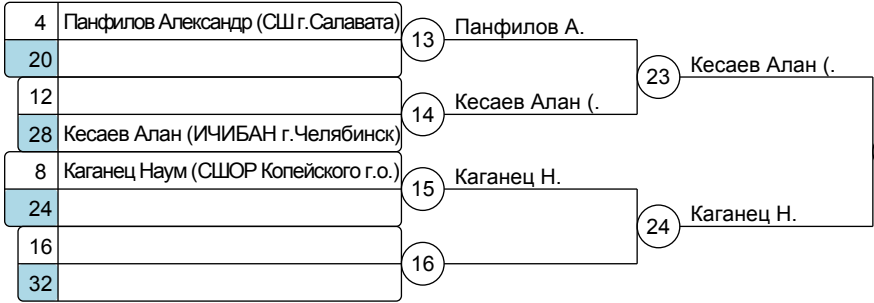 4 Панфилов Александр (СШ г.Салавата)
13 Панфилов А.
20
23 Кесаев Алан (.
12
14 Кесаев Алан (.
28 Кесаев Алан (ИЧИБАН г.Челябинск)
8 Каганец Наум (СШОР Копейского г.о.)
15 Каганец Н.
24
24 Каганец Н.
16
16
32